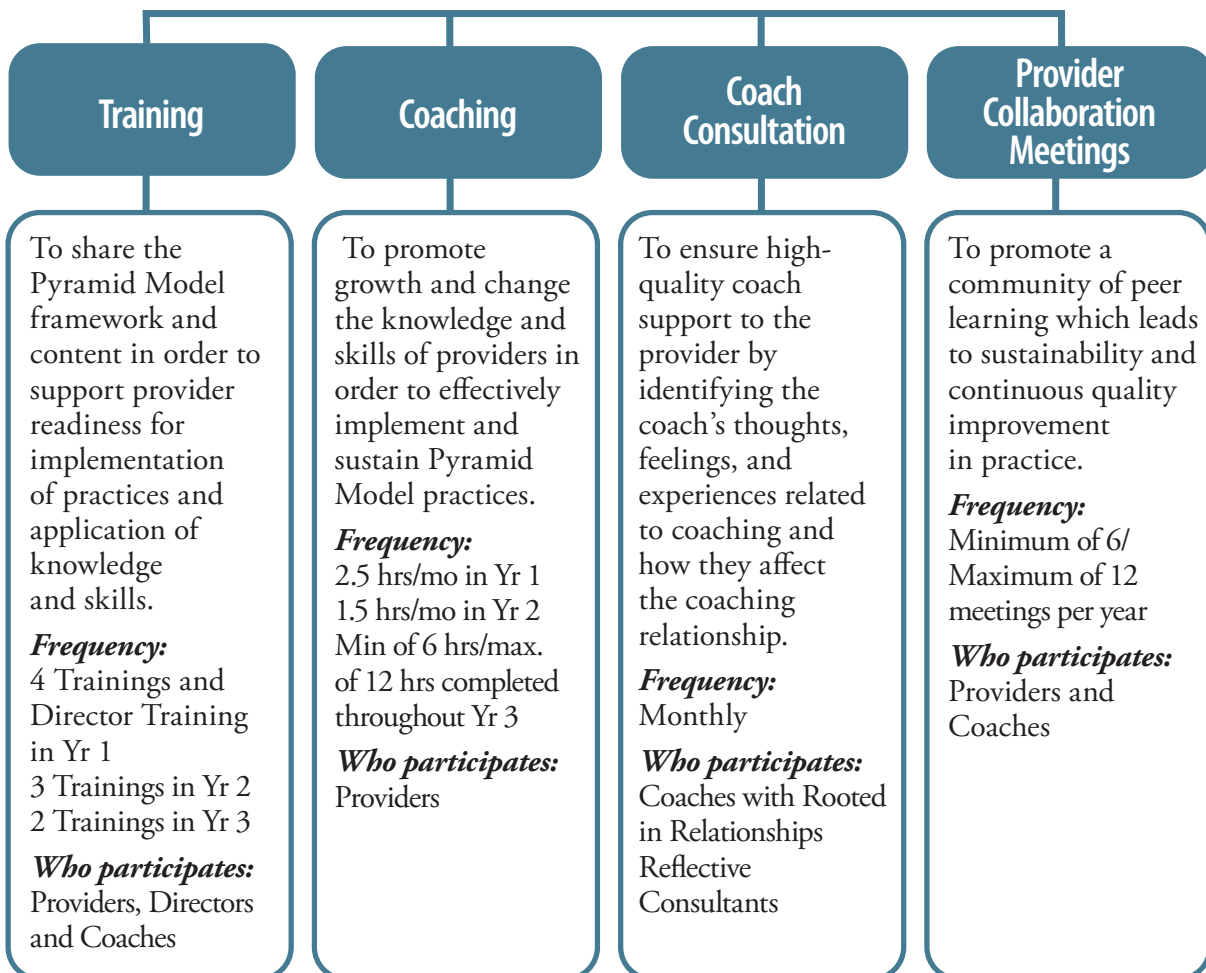 Training
To share the
Pyramid Model
framework and
content in order to
support provider
readiness for
implementation
of practices and
application of
knowledge
and skills.
Frequency:
4 Trainings and
Director Training
in Yr 1
3 Trainings in Yr 2
2 Trainings in Yr 3
Who participates:
Providers, Directors
and Coaches
Coaching
To promote
growth and change
the knowledge and
skills of providers in
order to effectively
implement and
sustain Pyramid
Model practices.
Frequency:
2.5 hrs/mo in Yr 1
1.5 hrs/mo in Yr 2
Min of 6 hrs/max.
of 12 hrs completed
throughout Yr 3
Who participates:
Providers
Coach
Consultation
To ensure high-
quality coach
support to the
provider by
identifying the
coach’s thoughts,
feelings, and
experiences related
to coaching and
how they affect
the coaching
relationship.
Frequency:
Monthly
Who participates:
Coaches with Rooted
in Relationships
Reflective
Consultants
Provider
Collaboration
Meetings
To promote a
community of peer
learning which leads
to sustainability and
continuous quality
improvement
in practice.
Frequency:
Minimum of 6/
Maximum of 12
meetings per year
Who participates:
Providers and
Coaches